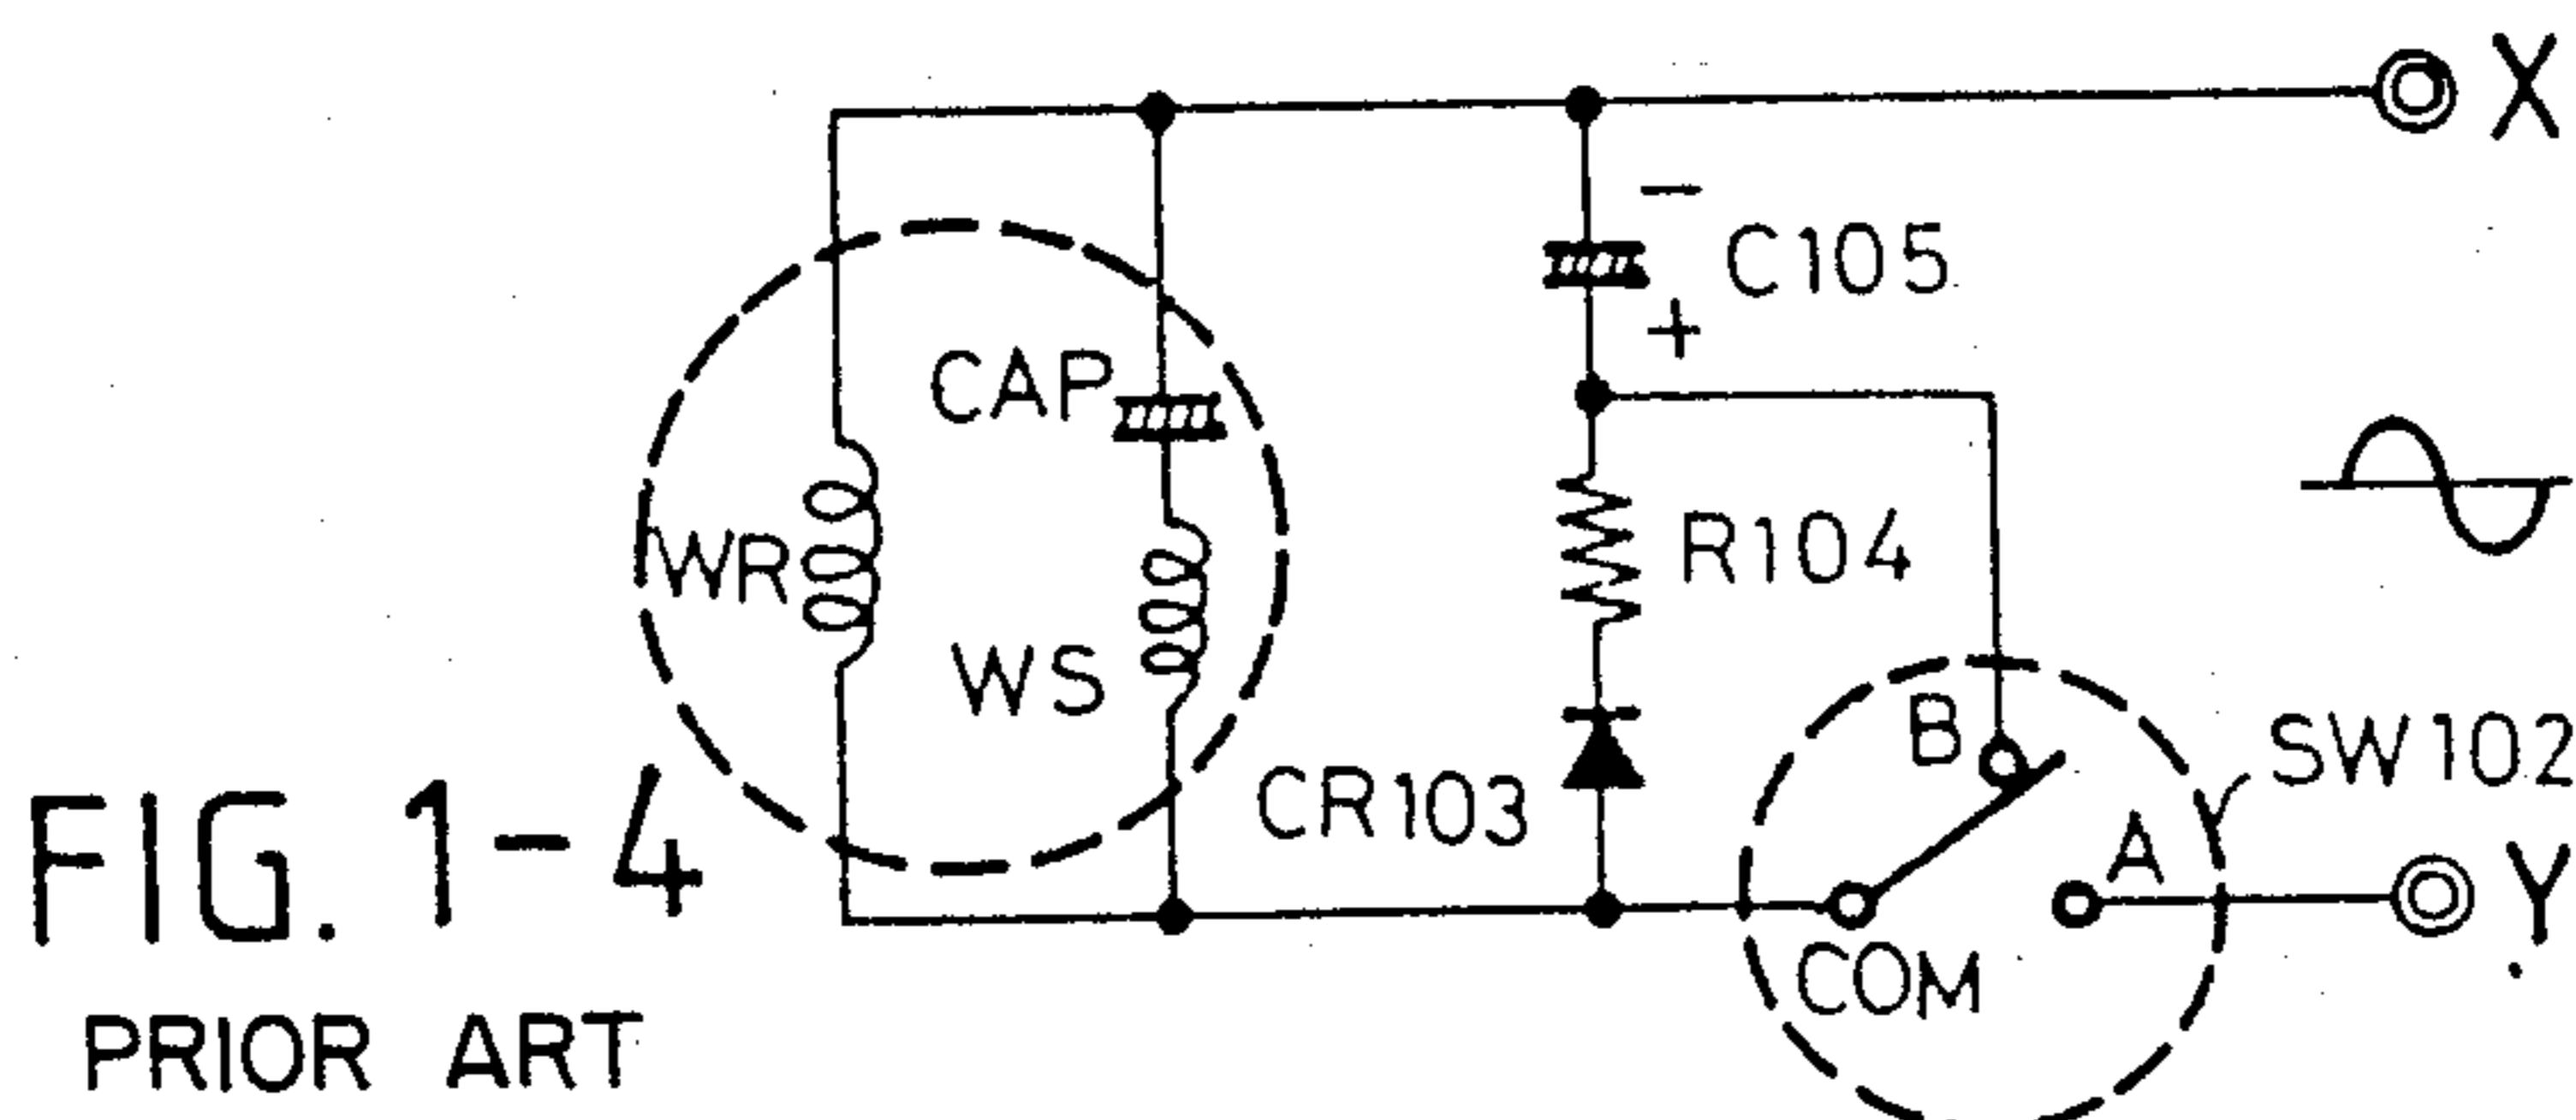 X
−
C105
+
CAP
WR
R104
WS
B
SW102
CR103
A
Y
COM
FIG. 1-4
PRIOR ART